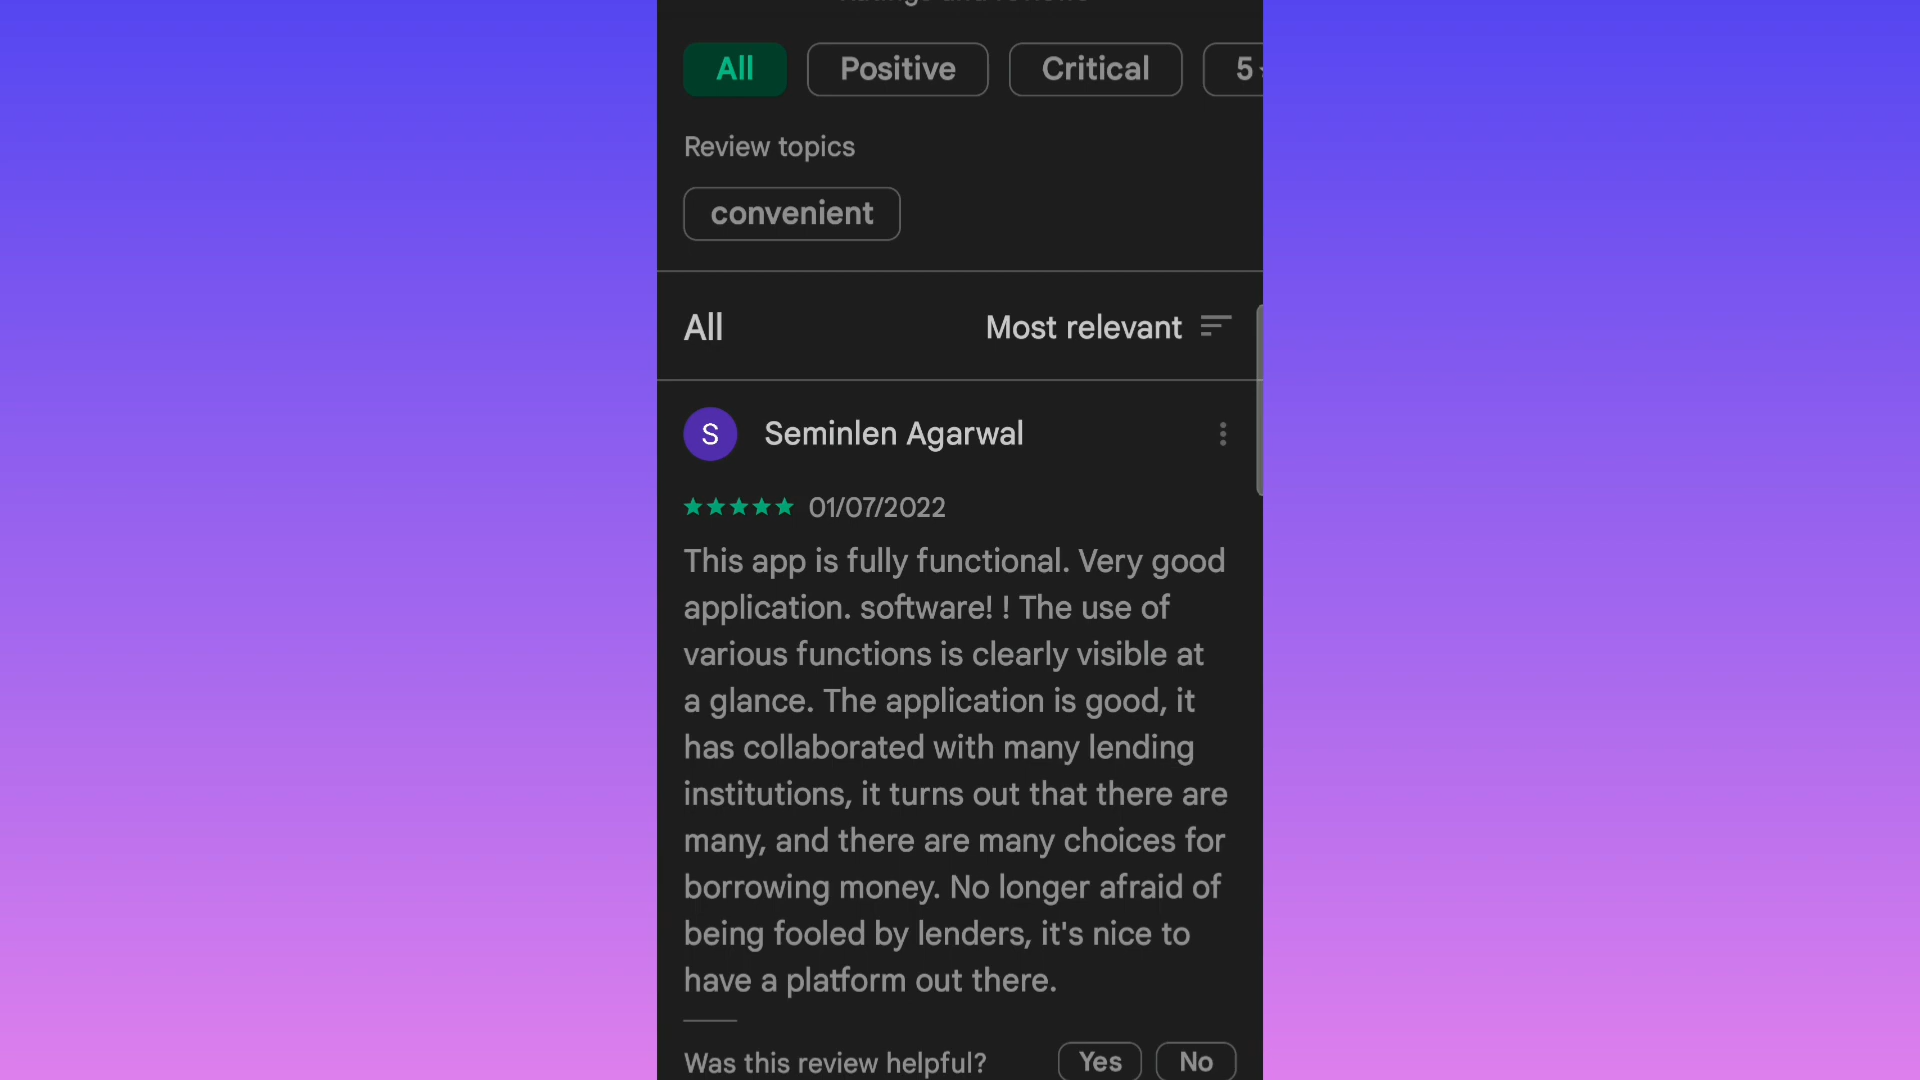 All Positive Critical 5
Review topics
convenient
All Most relevant
S Seminlen Agarwal
01/07/2022
This app is fully functional. Very good
application. software! ! The use of
various functions is clearly visible at
a glance. The application is good, it
has collaborated with many lending
institutions, it turns out that there are
many, and there are many choices for
borrowing money. No longer afraid of
being fooled by lenders, it's nice to
have a platform out there.
Was this review helpful? Yes No